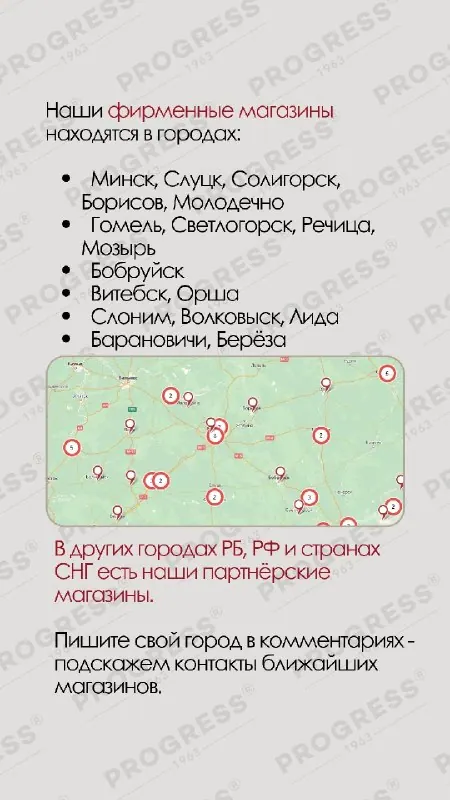 Наши фирменные магазины
находятся в городах:
• Минск, Слуцк, Солигорск,
Борисов, Молодечно
• Гомель, Светлогорск, Речица,
Мозырь
• Бобруйск
• Витебск, Орша
• Слоним, Волковыск, Лида
• Барановичи, Берёза
В других городах РБ, РФ и странах
СНГ есть наши партнёрские
магазины.
Пишите свой город в комментариях -
подскажем контакты ближайших
магазинов.
PROGRESS®
1963